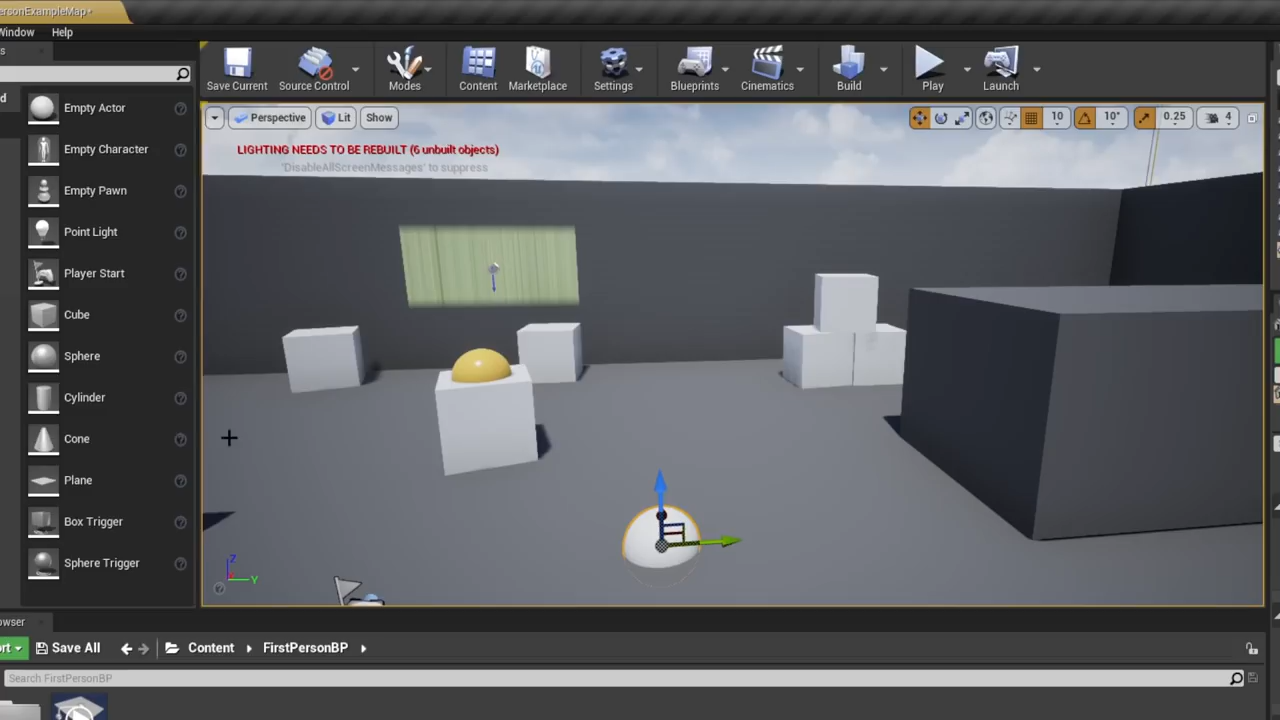 ersonExampleMap*
Window Help
s
Save Current Source Control Modes Content Marketplace Settings Blueprints Cinematics Build Play Launch
d
Empty Actor
Empty Character
Empty Pawn
Point Light
Player Start
Cube
Sphere
Cylinder
Cone
Plane
Box Trigger
Sphere Trigger
Perspective Lit Show
10 10° 0.25 4
LIGHTING NEEDS TO BE REBUILT (6 unbuilt objects)
'DisableAllScreenMessages' to suppress
Z
Y
owser
ort Save All Content FirstPersonBP
Search FirstPersonBP